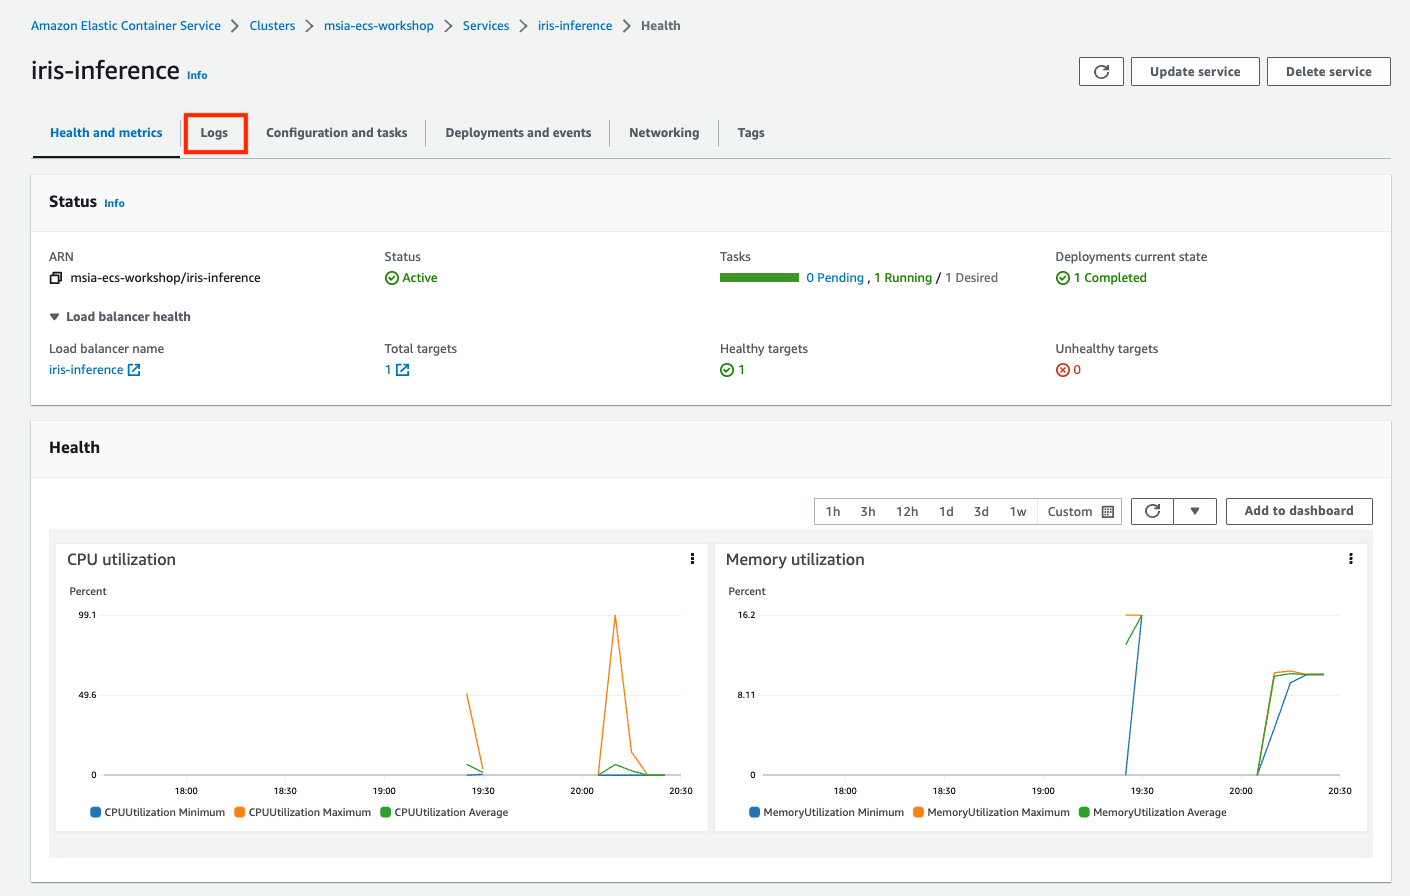 Amazon Elastic Container Service > Clusters > msia-ecs-workshop > Services > iris-inference > Health
iris-inference Info
Update service Delete service
Health and metrics Logs Configuration and tasks Deployments and events Networking Tags
Status Info
ARN Status Tasks Deployments current state
msia-ecs-workshop/iris-inference Active 0 Pending , 1 Running / 1 Desired 1 Completed
Load balancer health
Load balancer name Total targets Healthy targets Unhealthy targets
iris-inference 1 1 0
Health
1h 3h 12h 1d 3d 1w Custom Add to dashboard
CPU utilization
Percent
99.1
49.6
0
18:00 18:30 19:00 19:30 20:00 20:30
CPUUtilization Minimum CPUUtilization Maximum CPUUtilization Average
Memory utilization
Percent
16.2
8.11
0
18:00 18:30 19:00 19:30 20:00 20:30
MemoryUtilization Minimum MemoryUtilization Maximum MemoryUtilization Average